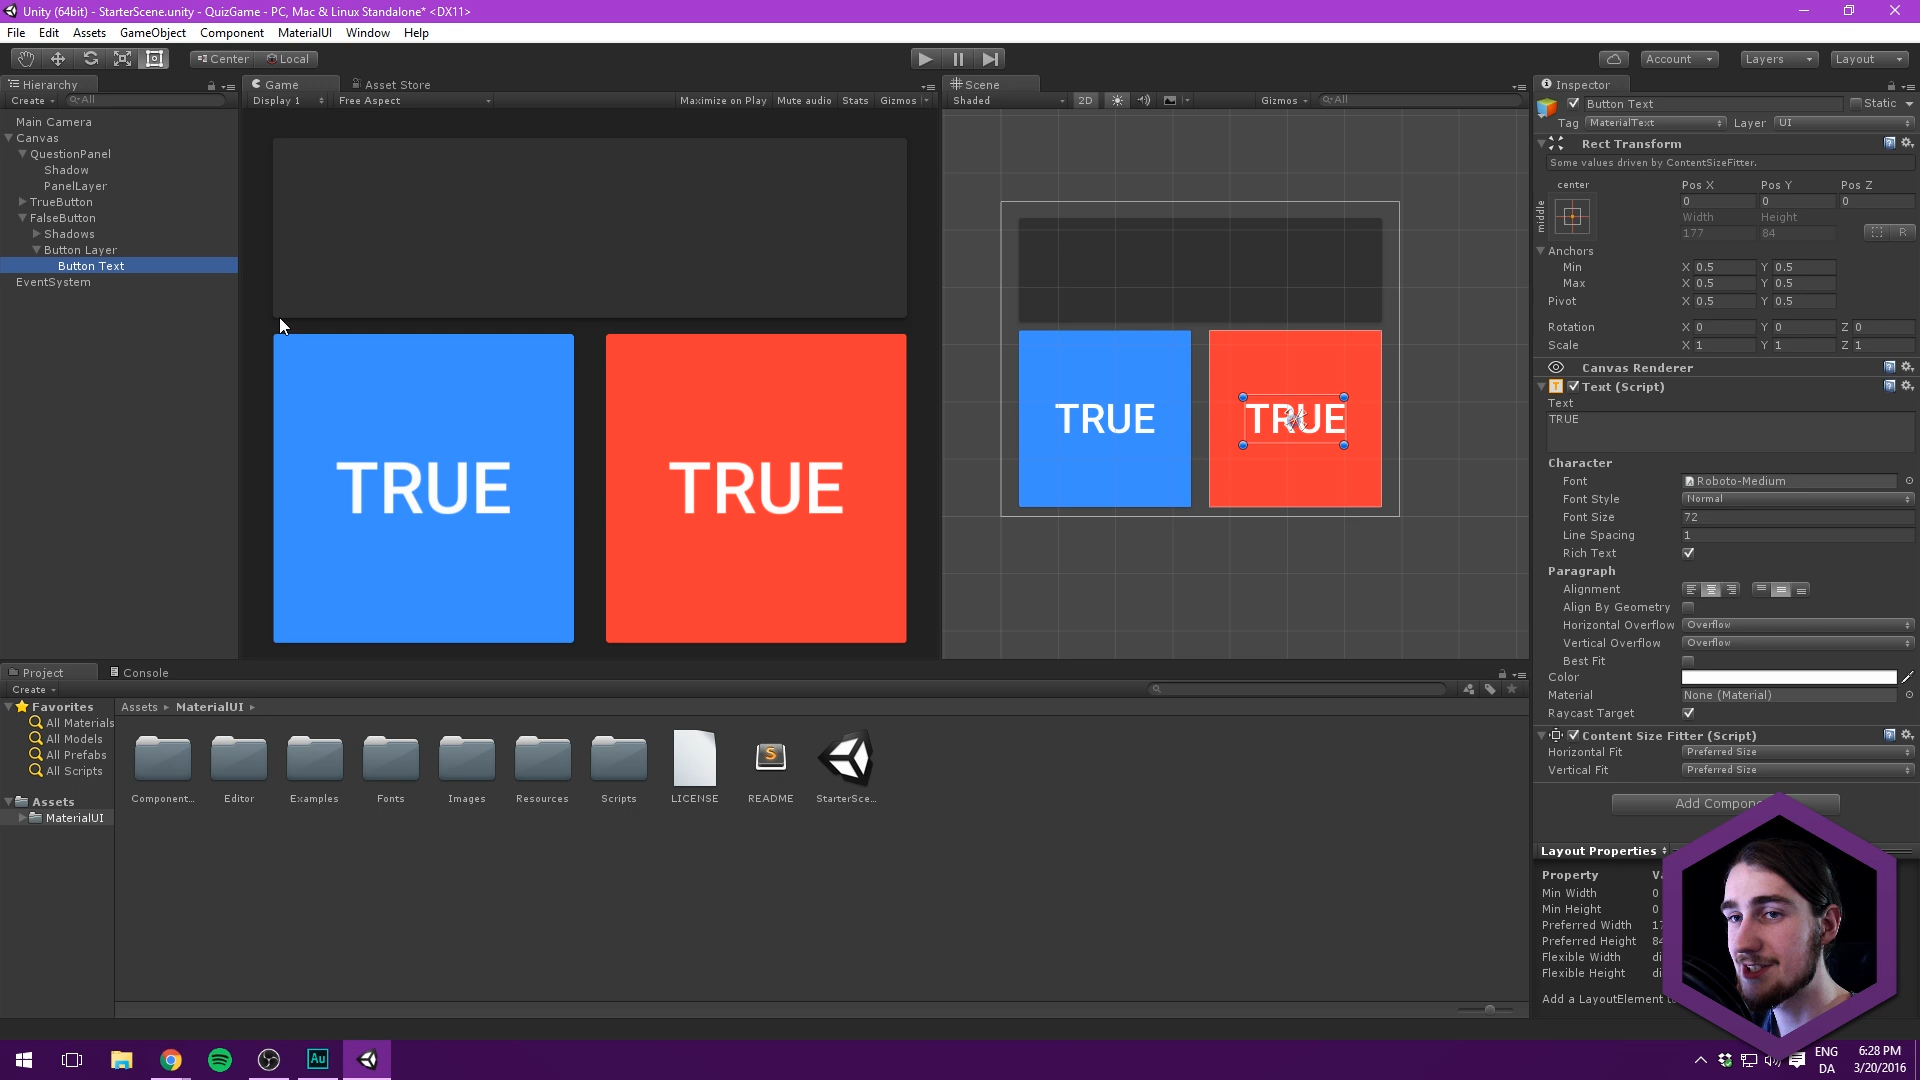 Unity (64bit) - StarterScene.unity - QuizGame - PC, Mac & Linux Standalone* <DX11>
File Edit Assets GameObject Component MaterialUI Window Help
Center Local
Account Layers Layout
Hierarchy
Create All
Main Camera
Canvas
QuestionPanel
Shadow
PanelLayer
TrueButton
FalseButton
Shadows
Button Layer
Button Text
EventSystem
Game Asset Store
Display 1 Free Aspect Maximize on Play Mute audio Stats Gizmos
TRUE TRUE
Scene
Shaded 2D Gizmos All
TRUE TRUE
Inspector
Button Text Static
Tag MaterialText Layer UI
Rect Transform
Some values driven by ContentSizeFitter.
center Pos X Pos Y Pos Z
0 0 0
middle
Width Height
177 84 R
Anchors
Min X 0.5 Y 0.5
Max X 0.5 Y 0.5
Pivot X 0.5 Y 0.5
Rotation X 0 Y 0 Z 0
Scale X 1 Y 1 Z 1
Canvas Renderer
Text (Script)
Text
TRUE
Character
Font Roboto-Medium
Font Style Normal
Font Size 72
Line Spacing 1
Rich Text
Paragraph
Alignment
Align By Geometry
Horizontal Overflow Overflow
Vertical Overflow Overflow
Best Fit
Color
Material None (Material)
Raycast Target
Content Size Fitter (Script)
Horizontal Fit Preferred Size
Vertical Fit Preferred Size
Add Compon
Layout Properties
Property
Min Width 0
Min Height 0
Preferred Width 17
Preferred Height 84
Flexible Width di
Flexible Height di
Add a LayoutElement t
Project Console
Create
Favorites
All Materials
All Models
All Prefabs
All Scripts
Assets
MaterialUI
Assets MaterialUI
Component... Editor Examples Fonts Images Resources Scripts LICENSE README StarterSce...
Au
ENG
DA
6:28 PM
3/20/2016